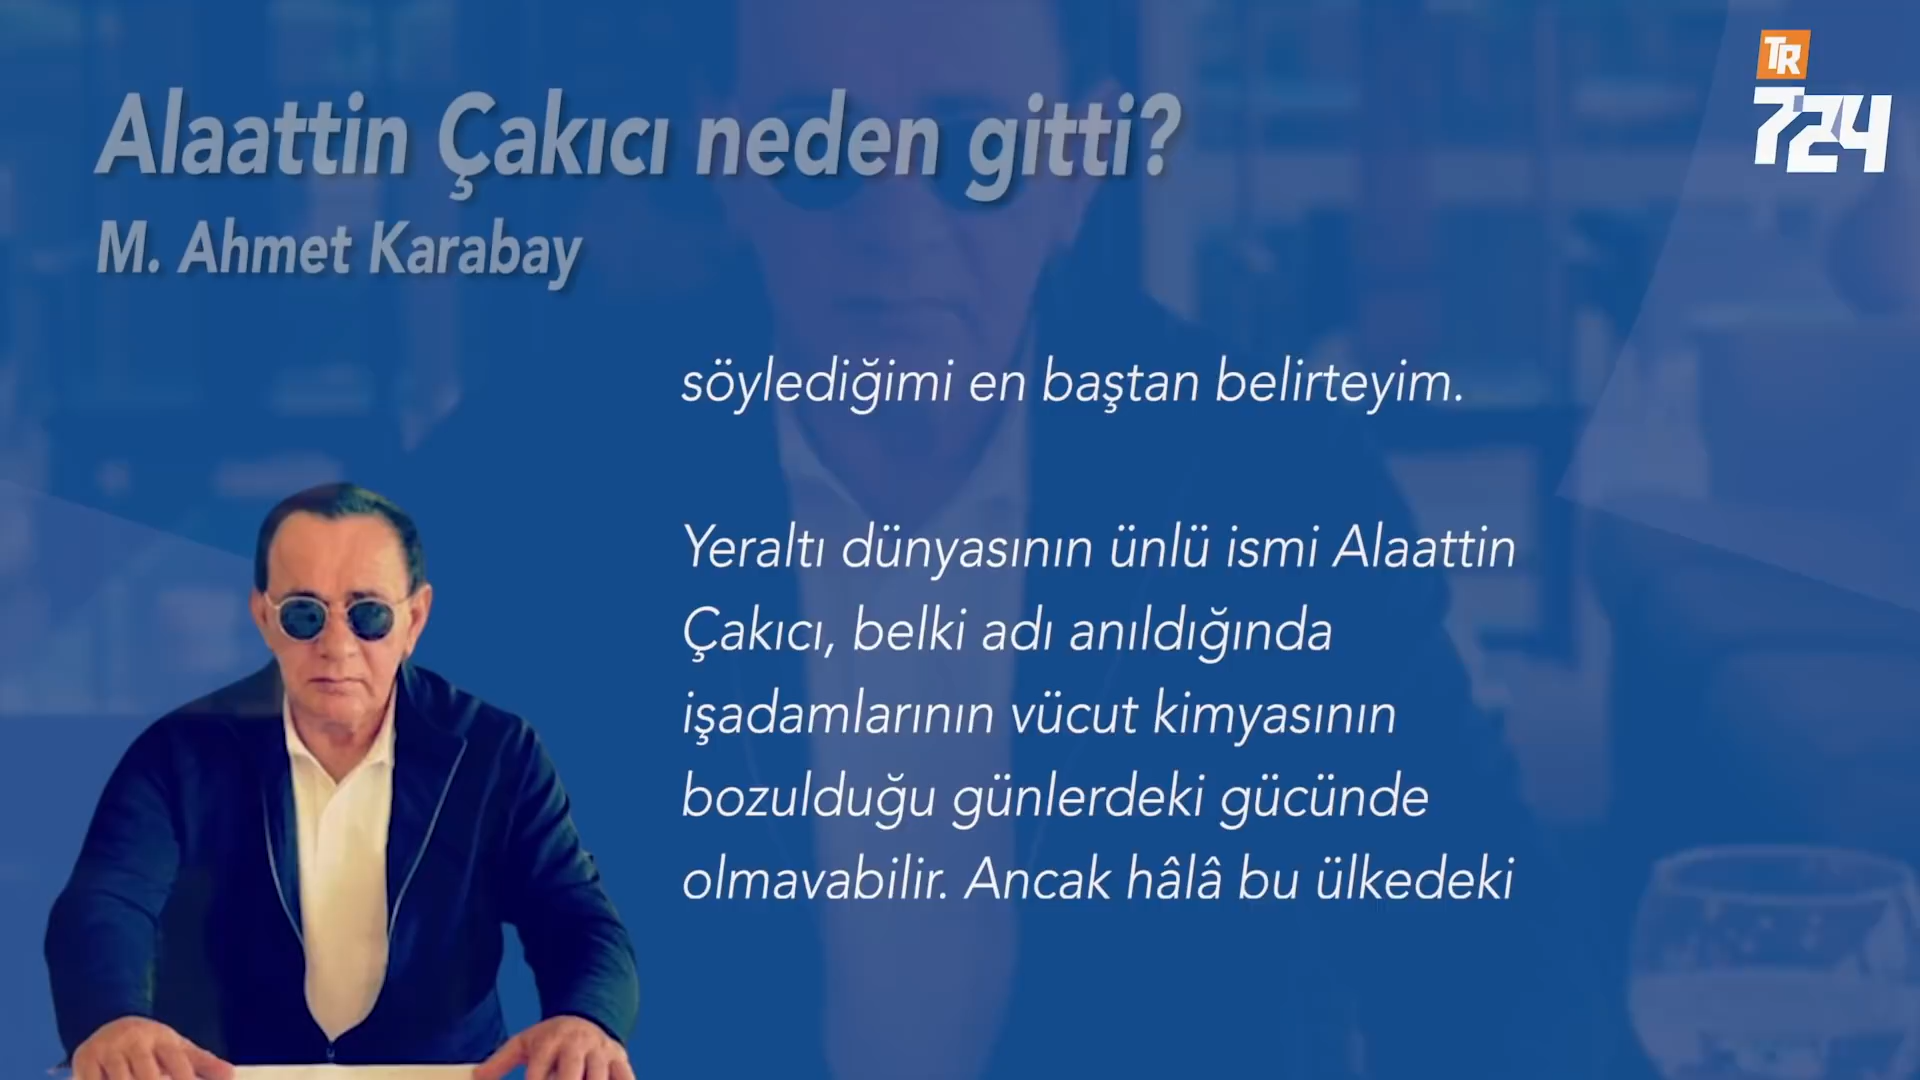 Alaattin Çakıcı neden gitti?
M. Ahmet Karabay
TR
724
söylediğimi en baştan belirteyim.
Yeraltı dünyasının ünlü ismi Alaattin
Çakıcı, belki adı anıldığında
işadamlarının vücut kimyasının
bozulduğu günlerdeki gücünde
olmavabilir. Ancak hâlâ bu ülkedeki